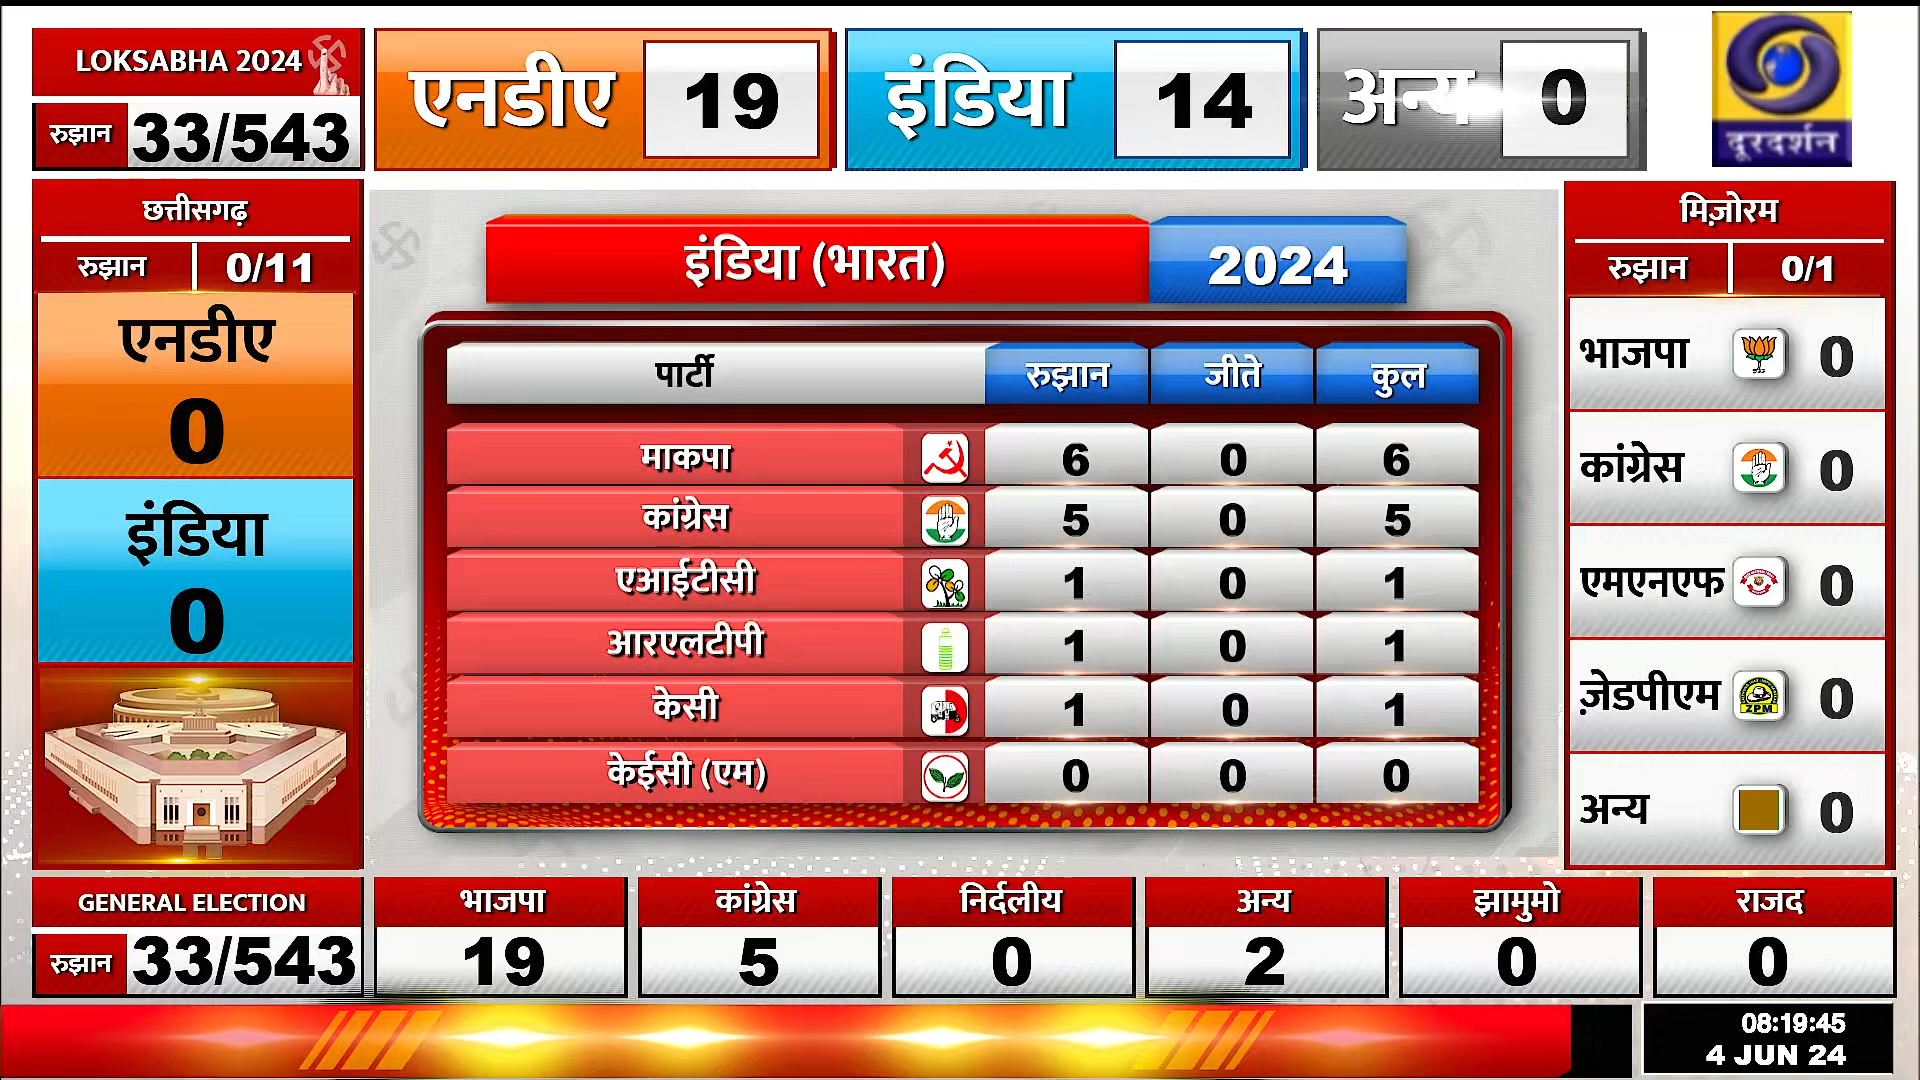 LOKSABHA 2024
रुझान 33/543
एनडीए 19
इंडिया 14
अन्य 0
दूरदर्शन
छत्तीसगढ़
रुझान 0/11
एनडीए
0
इंडिया
0
इंडिया (भारत) 2024
पार्टी रुझान जीते कुल
माकपा 6 0 6
कांग्रेस 5 0 5
एआईटीसी 1 0 1
आरएलटीपी 1 0 1
केसी 1 0 1
केईसी (एम) 0 0 0
मिज़ोरम
रुझान 0/1
भाजपा 0
कांग्रेस 0
एमएनएफ 0
ज़ेडपीएम ZPM 0
अन्य 0
GENERAL ELECTION
रुझान 33/543
भाजपा कांग्रेस निर्दलीय अन्य झामुमो राजद
19 5 0 2 0 0
08:19:45
4 JUN 24